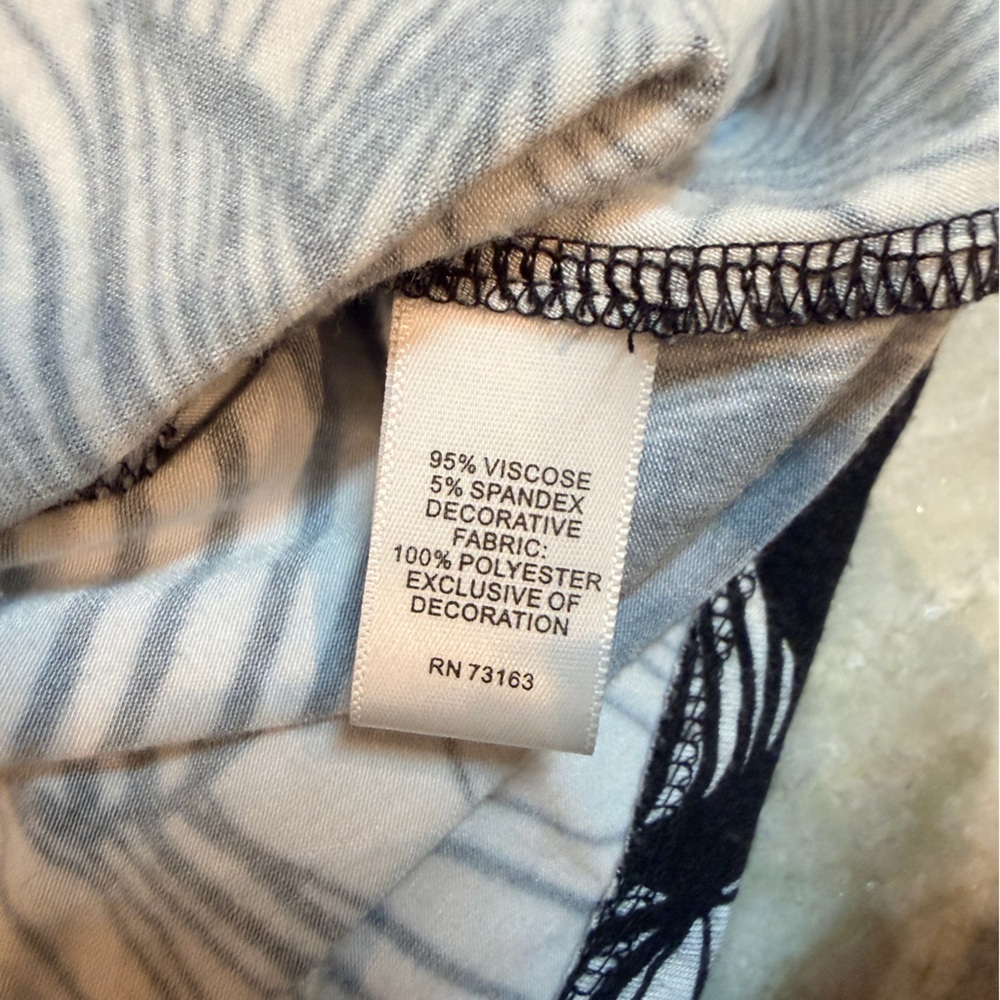 95% VISCOSE
5% SPANDEX
DECORATIVE
FABRIC:
100% POLYESTER
EXCLUSIVE OF
DECORATION
RN 73163